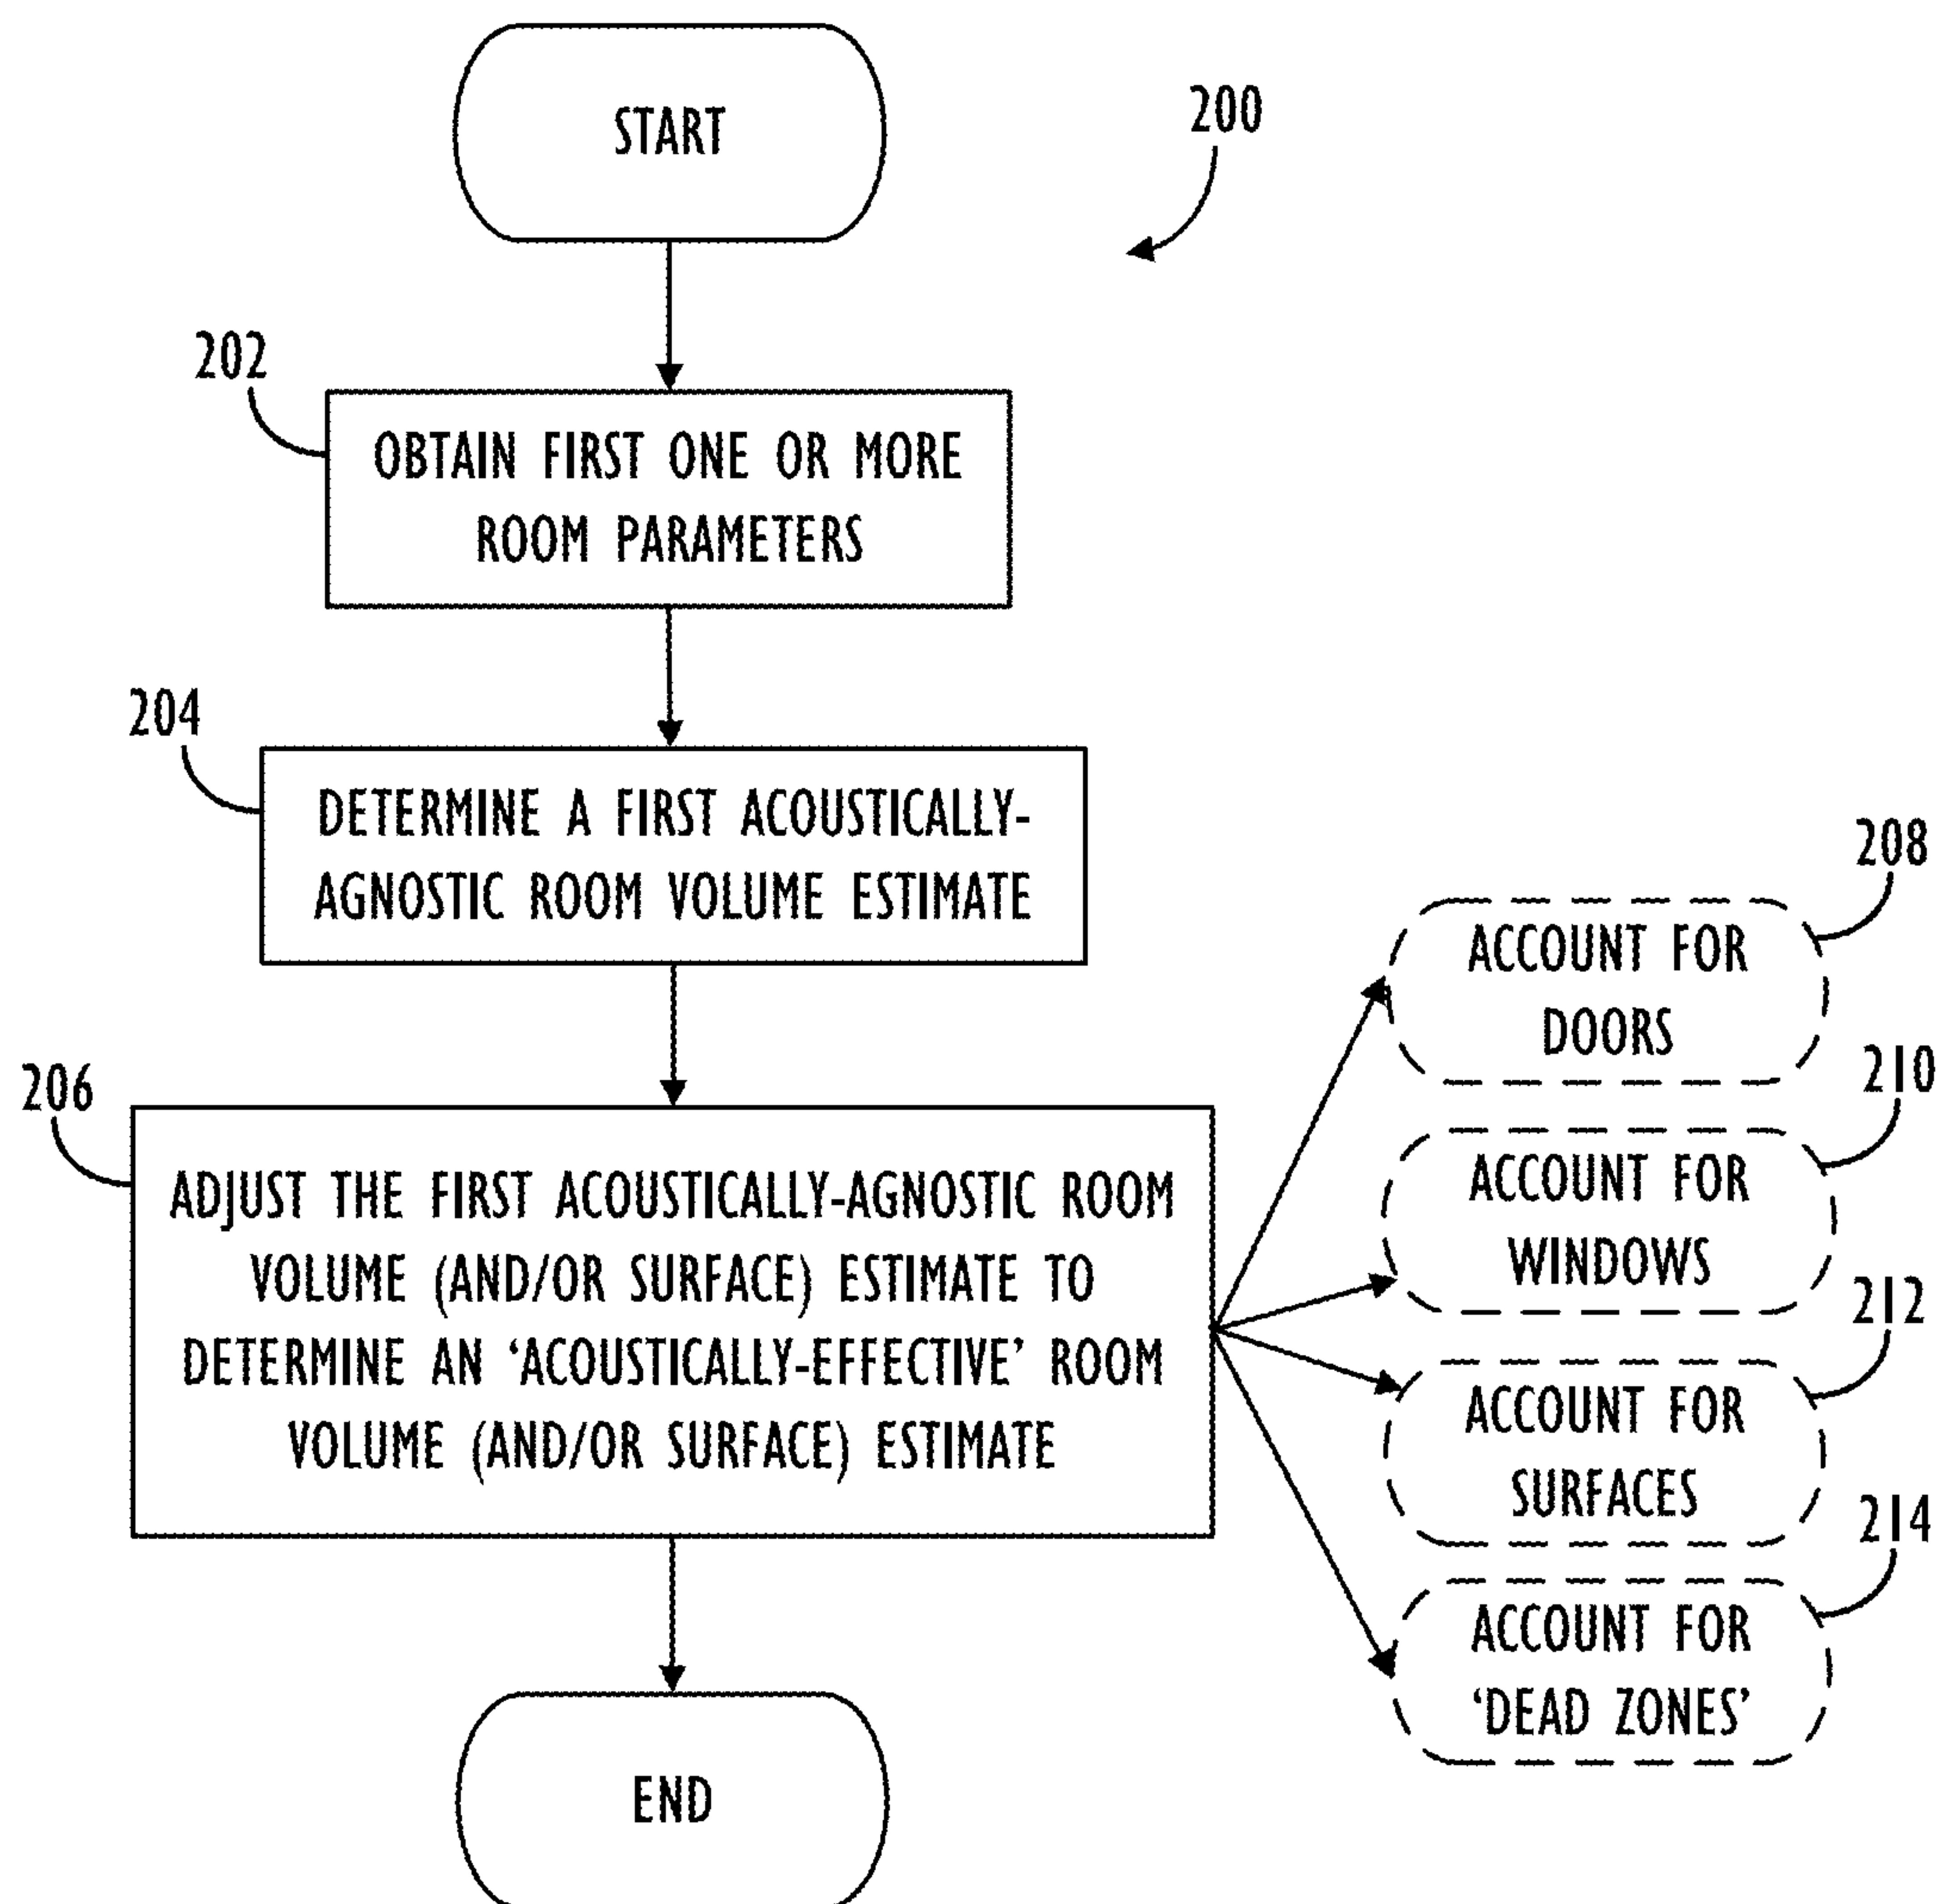 START
200
202
OBTAIN FIRST ONE OR MORE
ROOM PARAMETERS
204
DETERMINE A FIRST ACOUSTICALLY-
AGNOSTIC ROOM VOLUME ESTIMATE
206
ADJUST THE FIRST ACOUSTICALLY-AGNOSTIC ROOM
VOLUME (AND/OR SURFACE) ESTIMATE TO
DETERMINE AN ‘ACOUSTICALLY-EFFECTIVE’ ROOM
VOLUME (AND/OR SURFACE) ESTIMATE
208
ACCOUNT FOR
DOORS
210
ACCOUNT FOR
WINDOWS
212
ACCOUNT FOR
SURFACES
214
ACCOUNT FOR
‘DEAD ZONES’
END